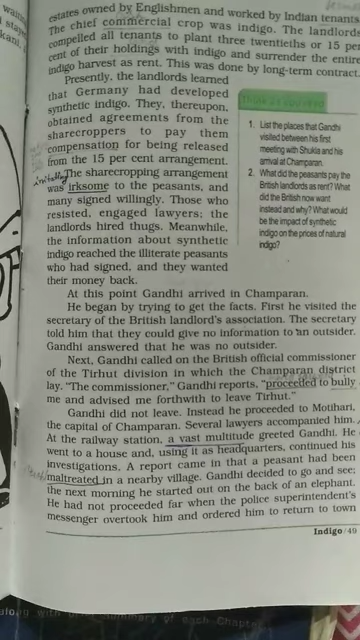 estates owned by Englishmen and worked by Indian tenants.
The chief commercial crop was indigo. The landlords
compelled all tenants to plant three twentieths or 15 per
cent of their holdings with indigo and surrender the entire
indigo harvest as rent. This was done by long-term contract.
Presently, the landlords learned
that Germany had developed
synthetic indigo. They, thereupon,
obtained agreements from the
sharecroppers to pay them
compensation for being released
from the 15 per cent arrangement.
The sharecropping arrangement
was irksome to the peasants, and
many signed willingly. Those who
resisted, engaged lawyers; the
landlords hired thugs. Meanwhile,
the information about synthetic
indigo reached the illiterate peasants
who had signed, and they wanted
their money back.
Think as you read
1. List the places that Gandhi
visited between his first
meeting with Shukla and his
arrival at Champaran.
2. What did the peasants pay the
British landlords as rent? What
did the British now want
instead and why? What would
be the impact of synthetic
indigo on the prices of natural
indigo?
At this point Gandhi arrived in Champaran.
He began by trying to get the facts. First he visited the
secretary of the British landlord's association. The secretary
told him that they could give no information to an outsider.
Gandhi answered that he was no outsider.
Next, Gandhi called on the British official commissioner
of the Tirhut division in which the Champaran district
lay. "The commissioner," Gandhi reports, "proceeded to bully
me and advised me forthwith to leave Tirhut."
Gandhi did not leave. Instead he proceeded to Motihari,
the capital of Champaran. Several lawyers accompanied him.
At the railway station, a vast multitude greeted Gandhi. He
went to a house and, using it as headquarters, continued his
investigations. A report came in that a peasant had been
maltreated in a nearby village. Gandhi decided to go and see;
the next morning he started out on the back of an elephant.
He had not proceeded far when the police superintendent's
messenger overtook him and ordered him to return to town
Indigo/49
along with summary of each Chapter